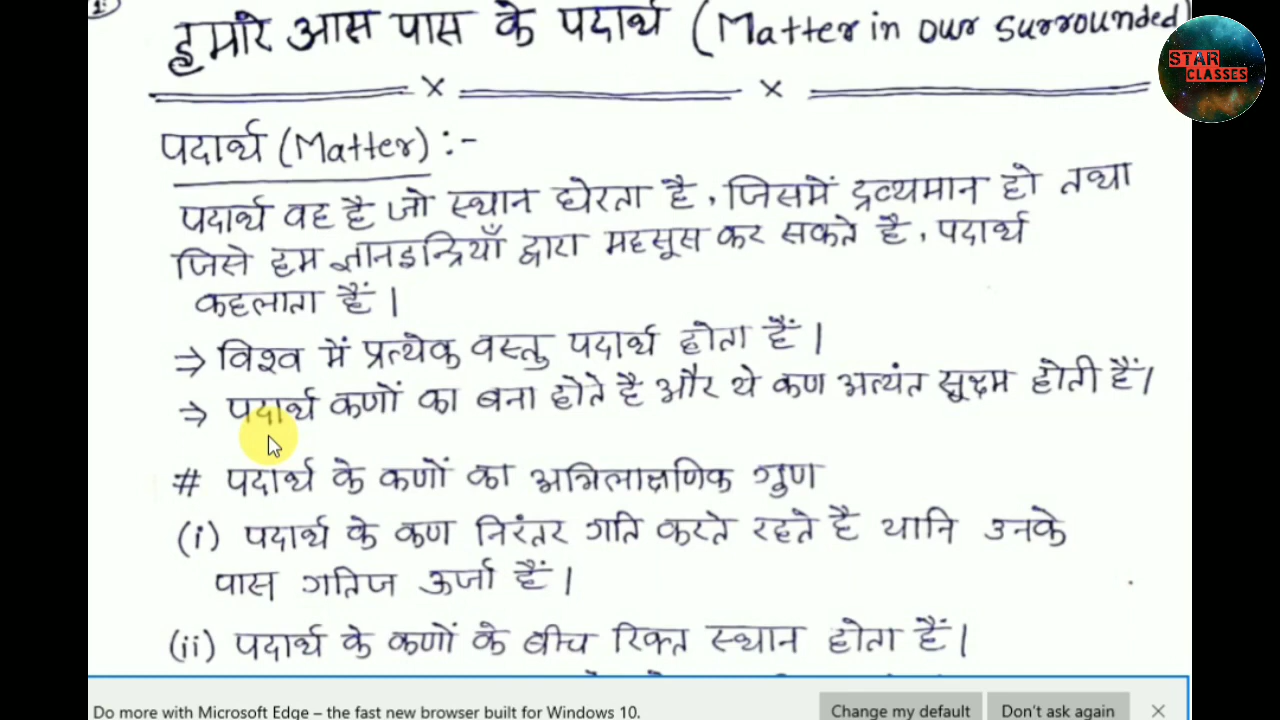 1.
हमारे आस पास के पदार्थ (Matter in our surrounded)
STAR
CLASSES
पदार्थ (Matter) :-
पदार्थ वह है जो स्थान घेरता है, जिसमें द्रव्यमान हो तथा
जिसे हम ज्ञानइन्द्रियाँ द्वारा महसूस कर सकते है, पदार्थ
कहलाता हैं।
⇒ विश्व में प्रत्येक वस्तु पदार्थ होता हैं।
⇒ पदार्थ कणों का बना होते है और ये कण अत्यंत सूक्ष्म होती हैं।
# पदार्थ के कणों का अभिलाक्षणिक गुण
(i) पदार्थ के कण निरंतर गति करते रहते है यानि उनके
पास गतिज ऊर्जा हैं।
(ii) पदार्थ के कणों के बीच रिक्त स्थान होता हैं।
Do more with Microsoft Edge – the fast new browser built for Windows 10.
Change my default
Don't ask again